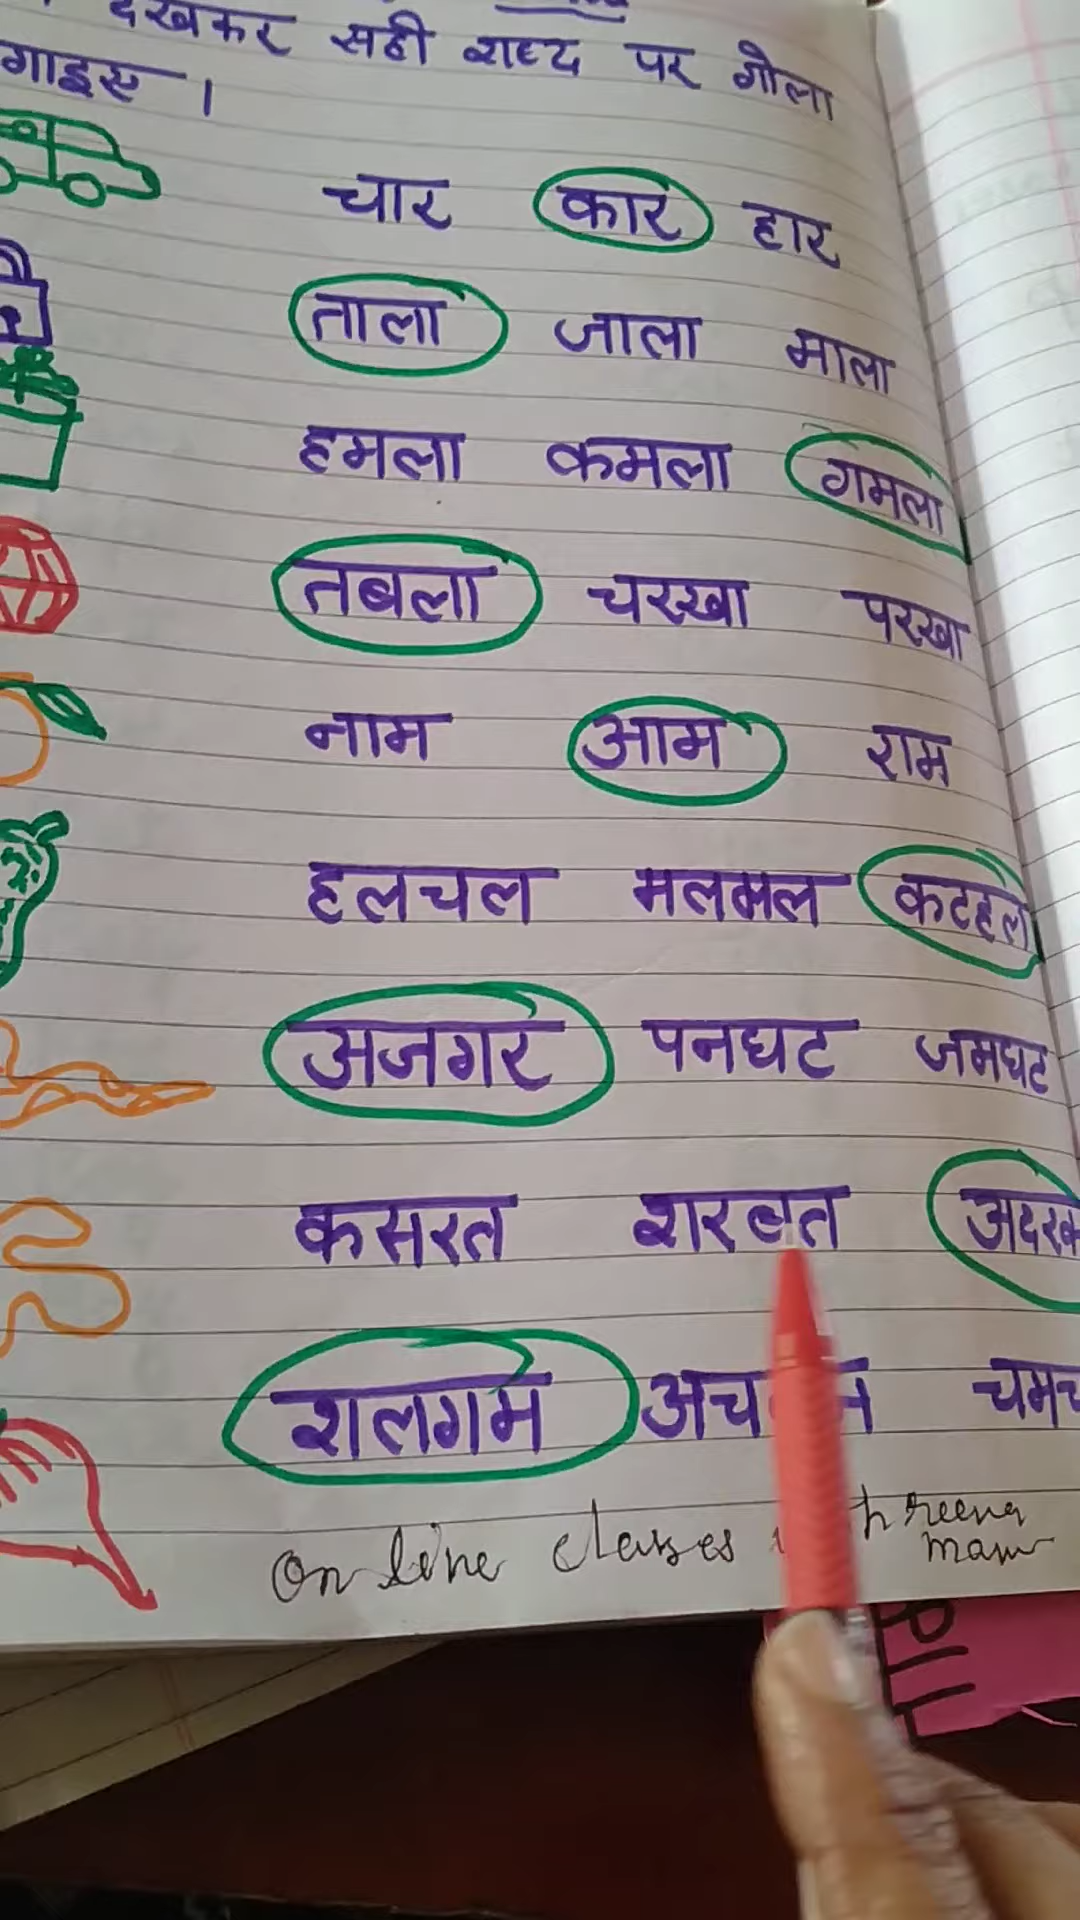 देखकर सही शब्द पर गोला
गाइए ।
चार कार हार
ताला जाला माला
हमला कमला गमला
तबला चरखा परखा
नाम आम राम
हलचल मलमल कटहल
अजगर पनघट जमघट
कसरत शरबत
शलगम
On line classes reena
mam